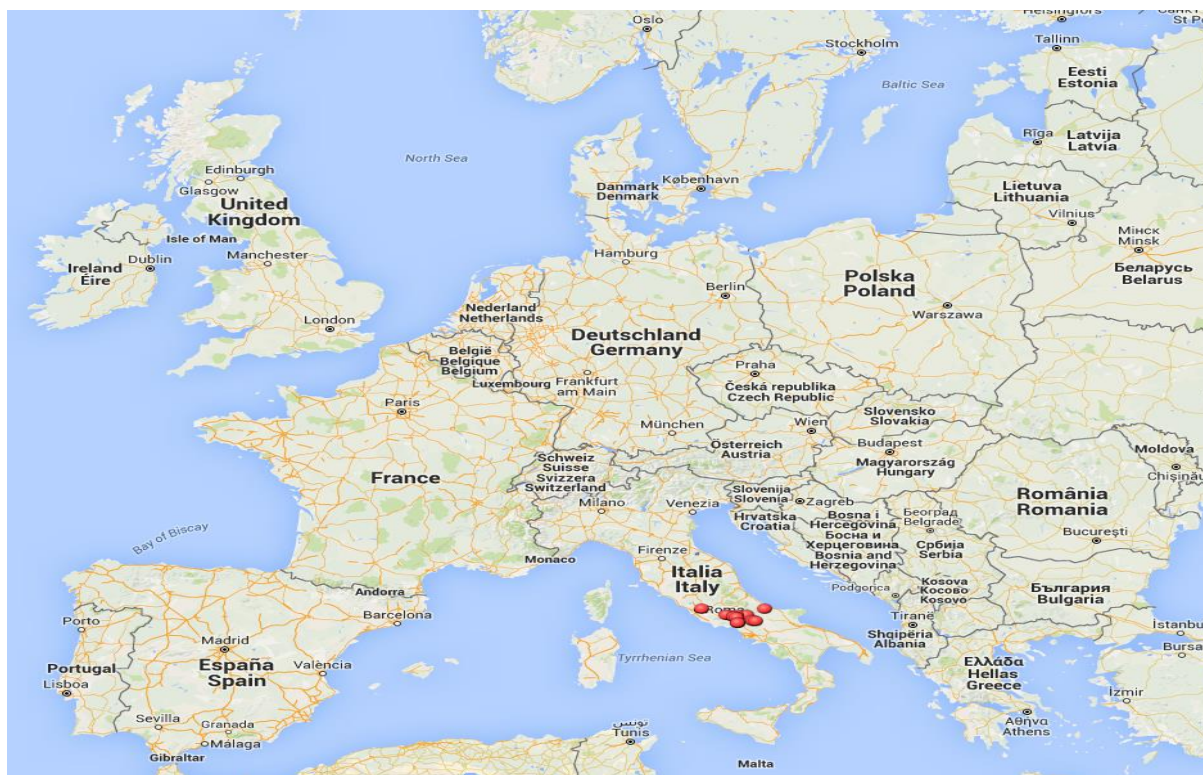 Oslo
Stockholm
Tallinn
Eesti
Estonia
Baltic Sea
Rīga
Latvija
Latvia
North Sea
Edinburgh
Glasgow
United
Kingdom
Isle of Man
Danmark
Denmark
København
Lietuva
Lithuania
Vilnius
Мінск
Minsk
Беларусь
Belarus
Dublin
Ireland
Éire
Manchester
Hamburg
London
Nederland
Netherlands
Berlin
Polska
Poland
Warszawa
België
Belgique
Belgium
Luxembourg
Deutschland
Germany
Frankfurt
am Main
Praha
Česká republika
Czech Republic
Paris
München
Wien
Österreich
Austria
Slovensko
Slovakia
Budapest
Magyarország
Hungary
Moldova
Chișinău
France
Schweiz
Suisse
Svizzera
Switzerland
Milano
Venezia
Slovenija
Slovenia
Zagreb
Hrvatska
Croatia
Bosna i
Hercegovina
Босна и
Херцеговина
Bosnia and
Herzegovina
Београд
Belgrade
Србија
Serbia
România
Romania
București
Bay of Biscay
Monaco
Firenze
Italia
Italy
Roma
Podgorica
Kosova
Косово
Kosovo
България
Bulgaria
Andorra
Barcelona
Porto
Madrid
España
Spain
València
Portugal
Lisboa
Sevilla
Granada
Málaga
Gibraltar
Tyrrhenian Sea
Tiranë
Shqipëria
Albania
Ελλάδα
Hellas
Greece
Αθήνα
Athens
İstanbu
Bursa
İzmir
تونس
Tunis
Malta